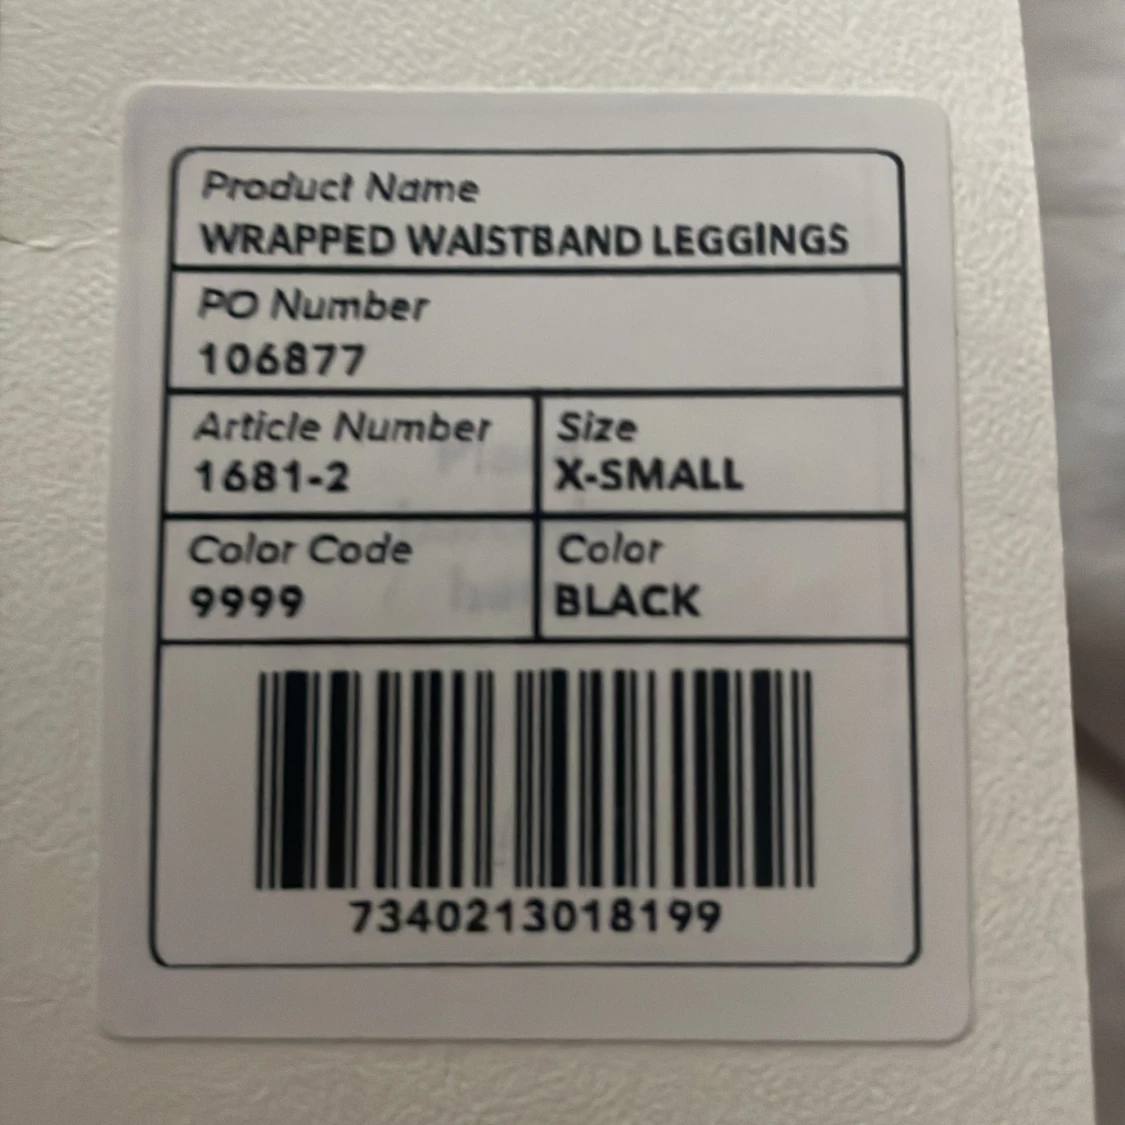 Product Name
WRAPPED WAISTBAND LEGGINGS
PO Number
106877
Article Number
1681-2
Size
X-SMALL
Color Code
9999
Color
BLACK
7340213018199